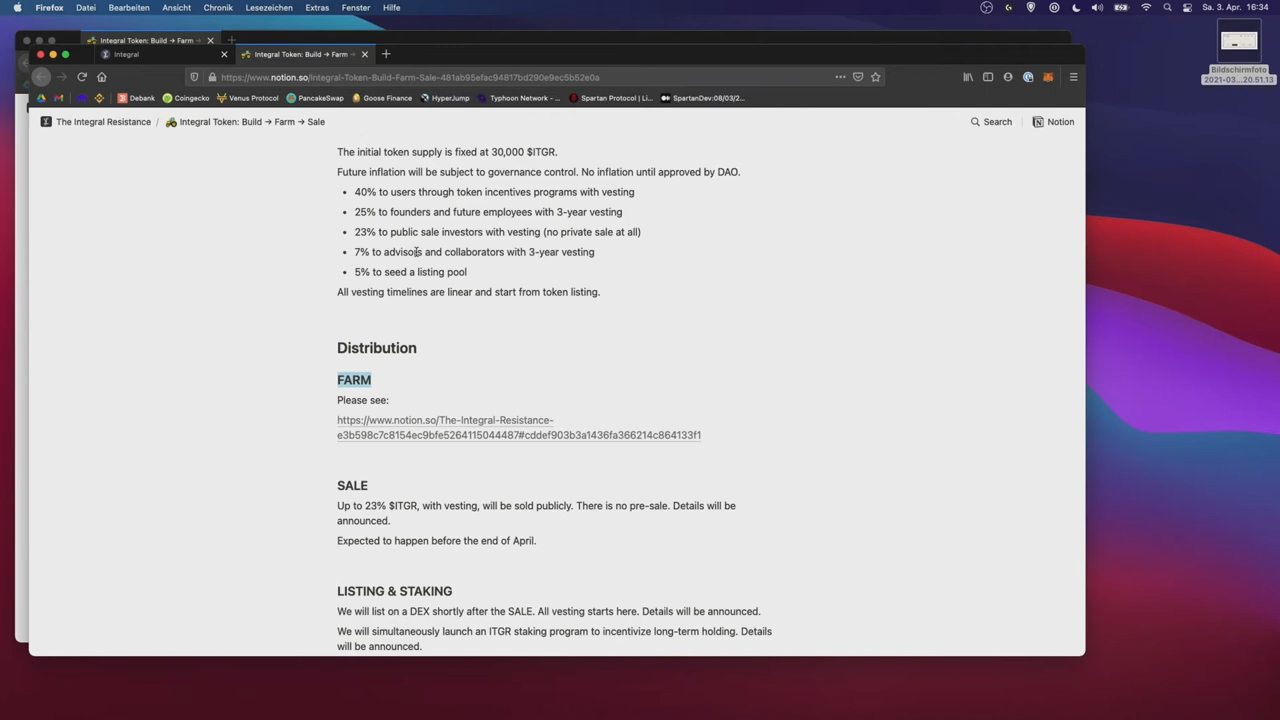 Firefox Datei Bearbeiten Ansicht Chronik Lesezeichen Extras Fenster Hilfe Sa. 3. Apr. 16:34
Integral Token: Build → Farm →
Integral Integral Token: Build → Farm →
https://www.notion.so/Integral-Token-Build-Farm-Sale-481ab95efac94817bd290e9ec5b52e0a
Debank Coingecko Venus Protocol PancakeSwap Goose Finance HyperJump Typhoon Network – ... Spartan Protocol | Li... SpartanDev:08/03/2...
Bildschirmfoto
2021-03...20.51.13
The Integral Resistance / Integral Token: Build → Farm → Sale Search Notion
The initial token supply is fixed at 30,000 $ITGR.
Future inflation will be subject to governance control. No inflation until approved by DAO.
• 40% to users through token incentives programs with vesting
• 25% to founders and future employees with 3-year vesting
• 23% to public sale investors with vesting (no private sale at all)
• 7% to advisors and collaborators with 3-year vesting
• 5% to seed a listing pool
All vesting timelines are linear and start from token listing.
Distribution
FARM
Please see:
https://www.notion.so/The-Integral-Resistance-
e3b598c7c8154ec9bfe5264115044487#cddef903b3a1436fa366214c864133f1
SALE
Up to 23% $ITGR, with vesting, will be sold publicly. There is no pre-sale. Details will be
announced.
Expected to happen before the end of April.
LISTING & STAKING
We will list on a DEX shortly after the SALE. All vesting starts here. Details will be announced.
We will simultaneously launch an ITGR staking program to incentivize long-term holding. Details
will be announced.